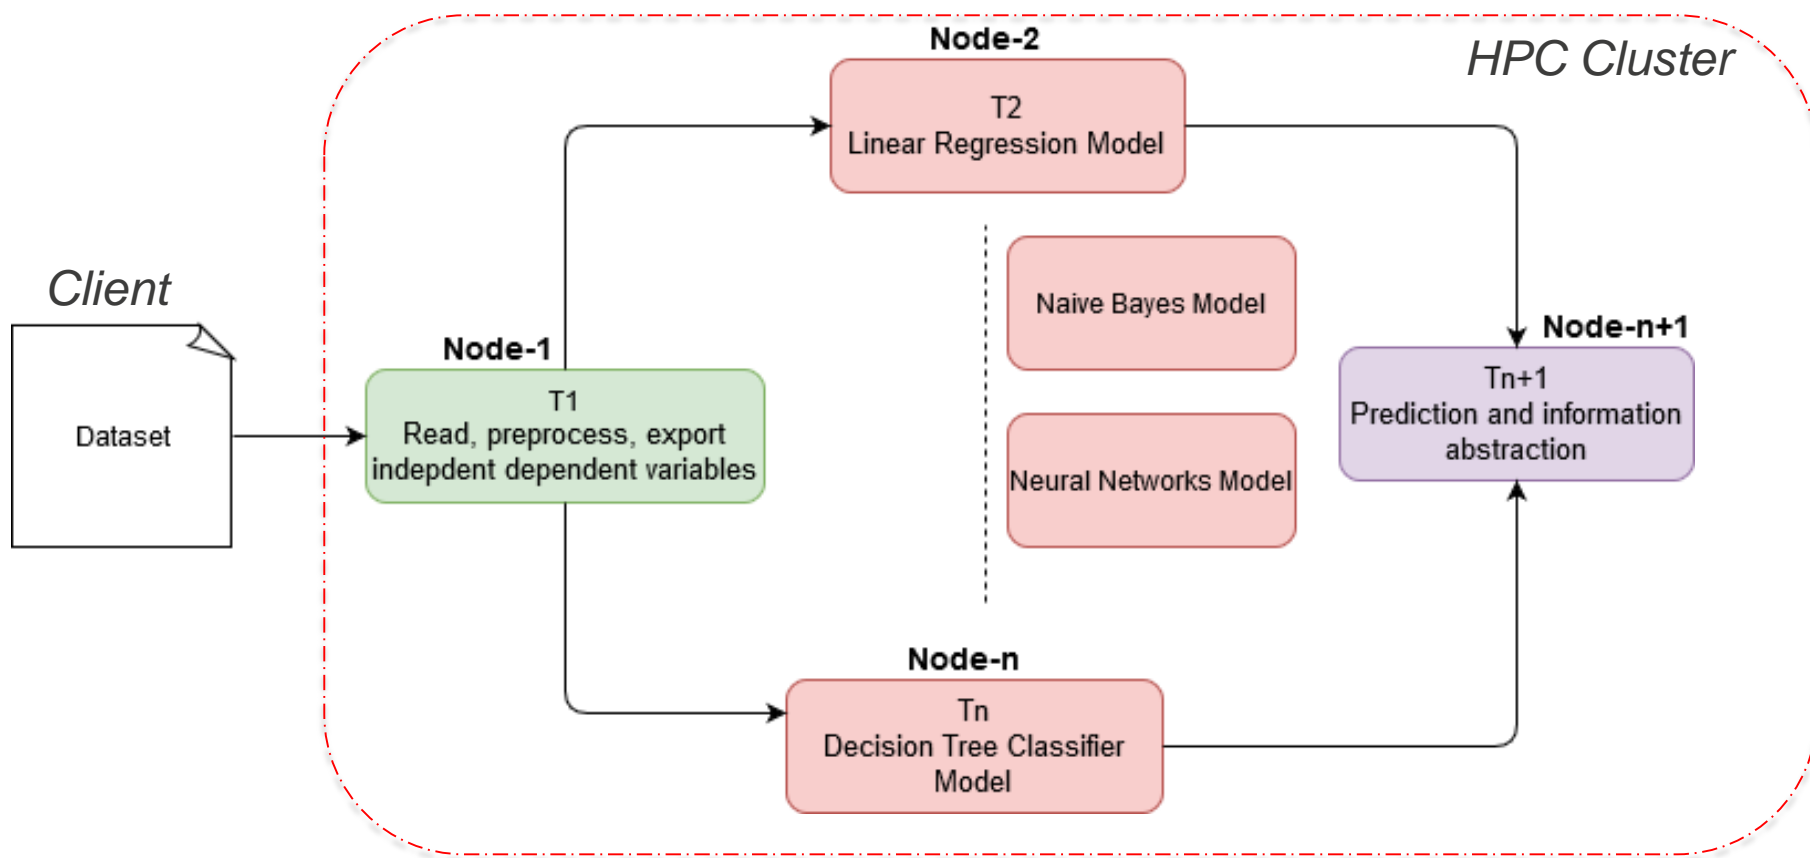 Node-2
HPC Cluster
T2
Linear Regression Model
Client
Naive Bayes Model
Node-1
Node-n+1
Dataset
T1
Read, preprocess, export
indepdent dependent variables
Tn+1
Prediction and information
abstraction
Neural Networks Model
Node-n
Tn
Decision Tree Classifier
Model